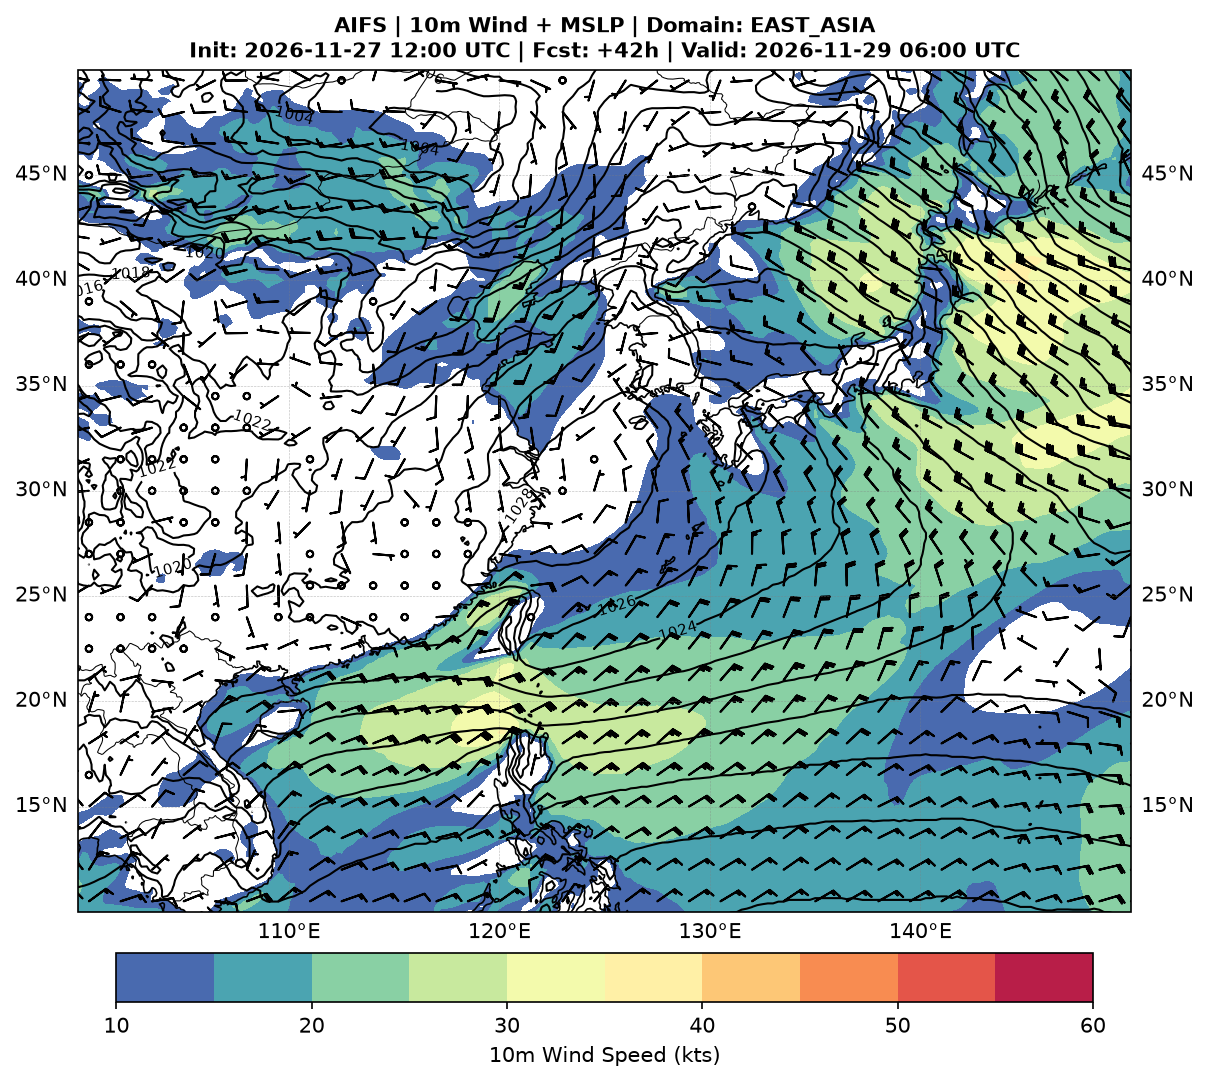 AIFS | 10m Wind + MSLP | Domain: EAST_ASIA
Init: 2026-11-27 12:00 UTC | Fcst: +42h | Valid: 2026-11-29 06:00 UTC
1004
1004
45°N
45°N
1020
1018
40°N
40°N
35°N
35°N
1022
1022
30°N
30°N
1028
1020
25°N
25°N
1026
1024
20°N
20°N
15°N
15°N
110°E
120°E
130°E
140°E
10
20
30
40
50
60
10m Wind Speed (kts)